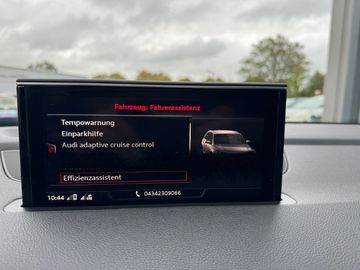 Fahrzeug: Fahrerassistenz
Tempowarnung
Einparkhilfe
Audi adaptive cruise control
Effizienzassistent
10:44
04342309066